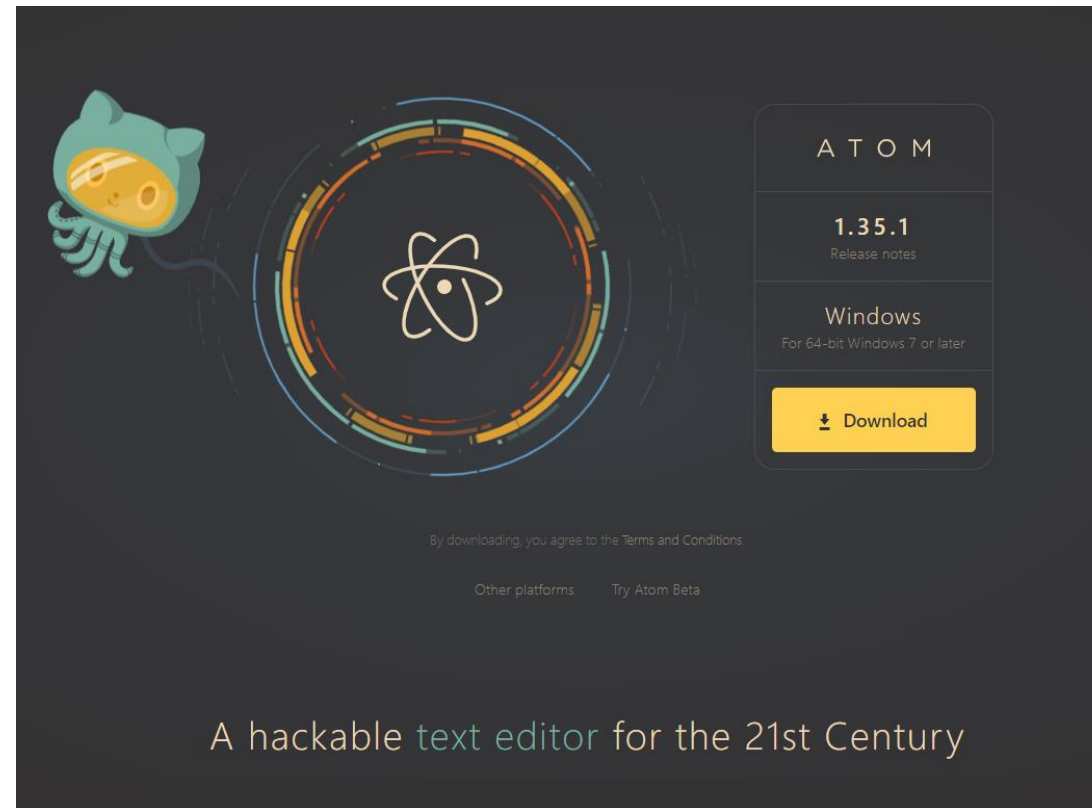 ATOM
1.35.1
Release notes
Windows
For 64-bit Windows 7 or later
Download
By downloading, you agree to the Terms and Conditions.
Other platforms
Try Atom Beta
A hackable text editor for the 21st Century